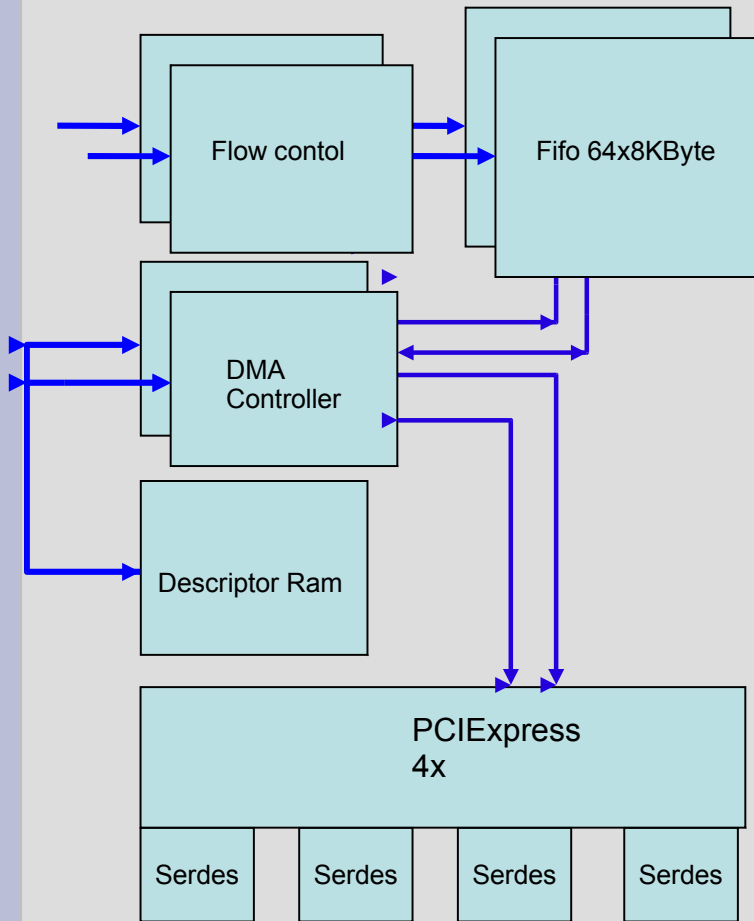 Flow contol
Fifo 64x8KByte
DMA
Controller
Descriptor Ram
PCIExpress
4x
Serdes
Serdes
Serdes
Serdes